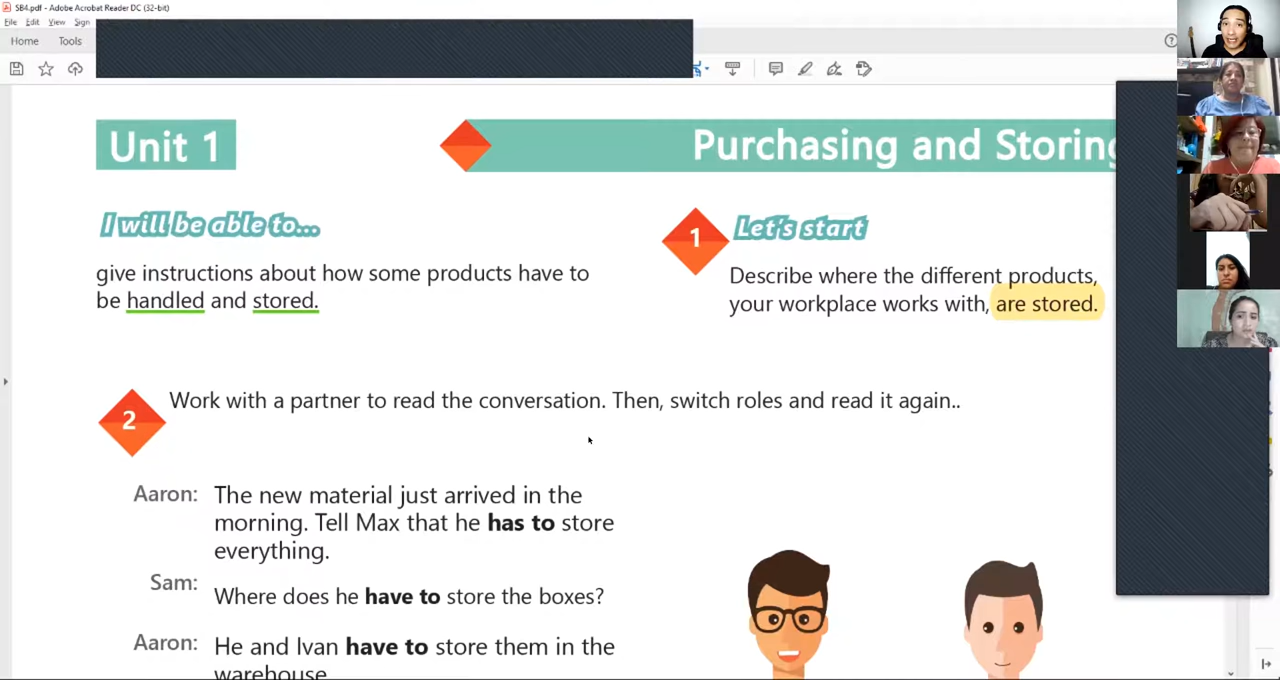 SB4.pdf - Adobe Acrobat Reader DC (32-bit)
File Edit View Sign
Home Tools
Unit 1
Purchasing and Storing
I will be able to...
give instructions about how some products have to
be handled and stored.
1
Let's start
Describe where the different products,
your workplace works with, are stored.
2
Work with a partner to read the conversation. Then, switch roles and read it again..
Aaron: The new material just arrived in the
morning. Tell Max that he has to store
everything.
Sam: Where does he have to store the boxes?
Aaron: He and Ivan have to store them in the
warehouse